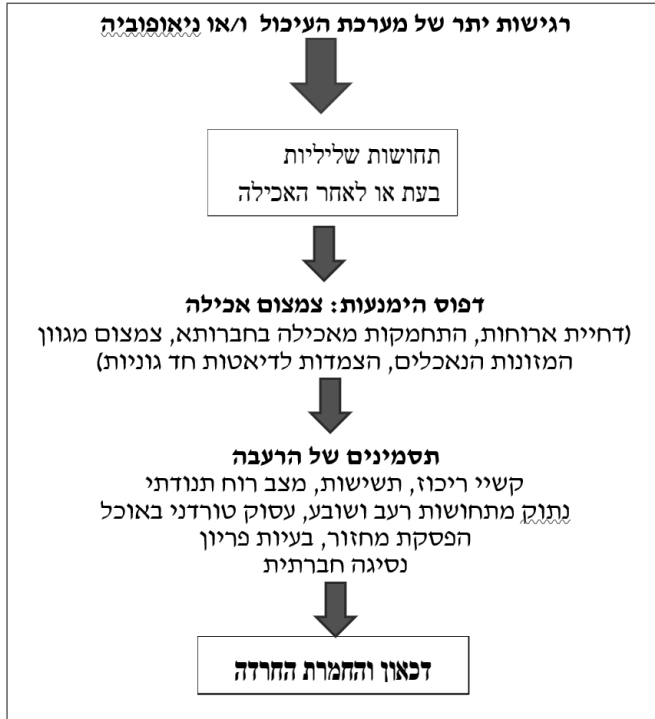 רגישות יתר של מערכת העיכול ו/או ניאופוביה
תחושות שליליות
בעת או לאחר האכילה
דפוס הימנעות: צמצום אכילה
(דחיית ארוחות, התחמקות מאכילה בחברותא, צמצום מגוון
המזונות הנאכלים, הצמדות לדיאטות חד גוניות)
תסמינים של הרעבה
קשיי ריכוז, תשישות, מצב רוח תנודתי
נתוק מתחושות רעב ושובע, עסוק טורדני באוכל
הפסקת מחזור, בעיות פריון
נסיגה חברתית
דכאון והחמרת החרדה